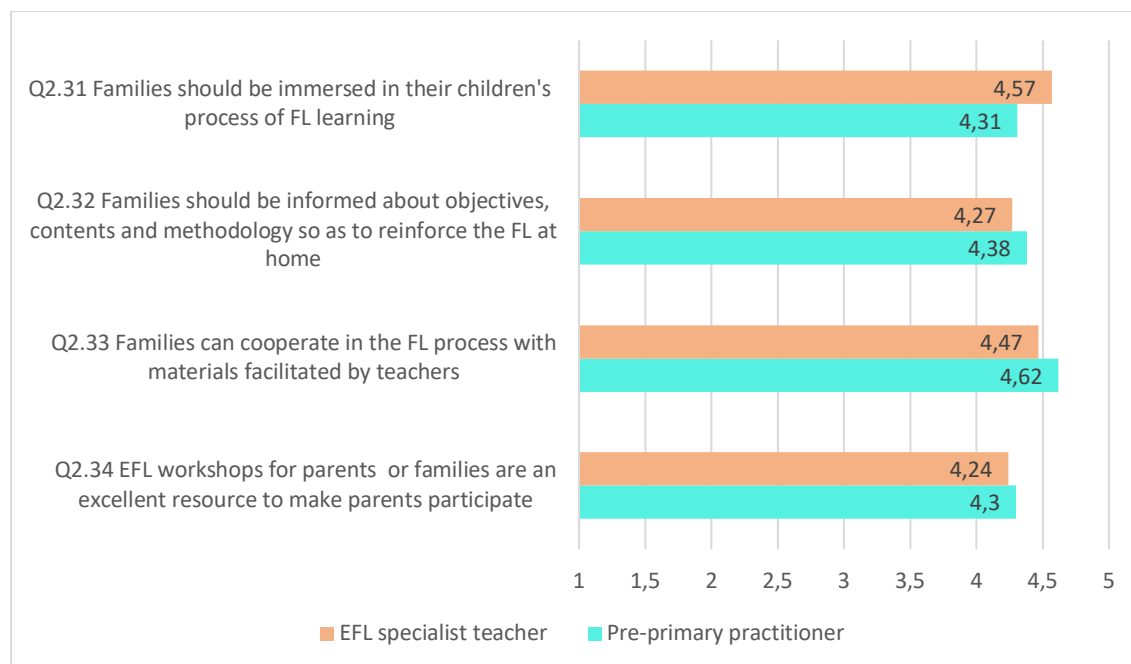 Q2.31 Families should be immersed in their children's
process of FL learning
4,57
4,31
Q2.32 Families should be informed about objectives,
contents and methodology so as to reinforce the FL at
home
4,27
4,38
Q2.33 Families can cooperate in the FL process with
materials facilitated by teachers
4,47
4,62
Q2.34 EFL workshops for parents or families are an
excellent resource to make parents participate
4,24
4,3
1 1,5 2 2,5 3 3,5 4 4,5 5
EFL specialist teacher Pre-primary practitioner